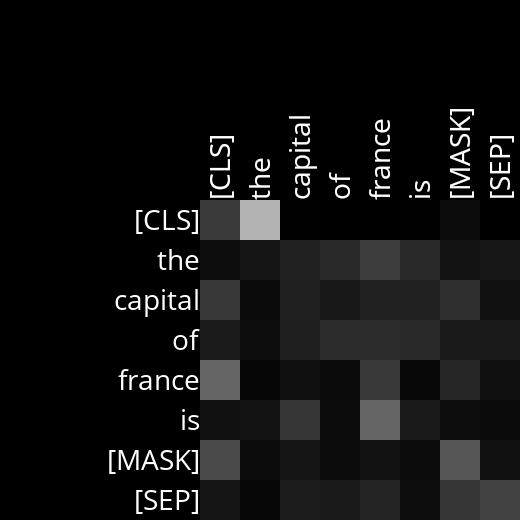 [CLS] the capital of france is [MASK] [SEP]
[CLS]
the
capital
of
france
is
[MASK]
[SEP]